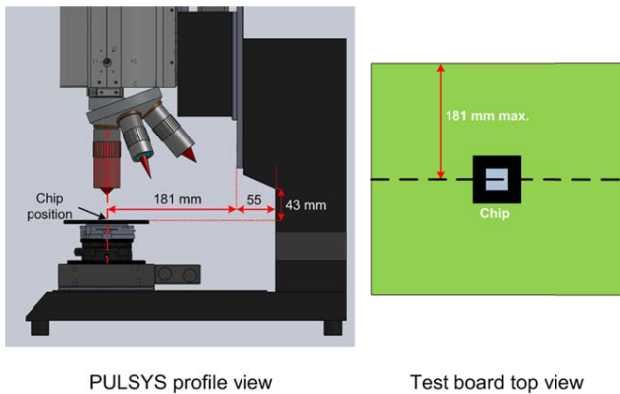 Chip
position
181 mm
55
43 mm
181 mm max.
Chip
PULSYS profile view
Test board top view